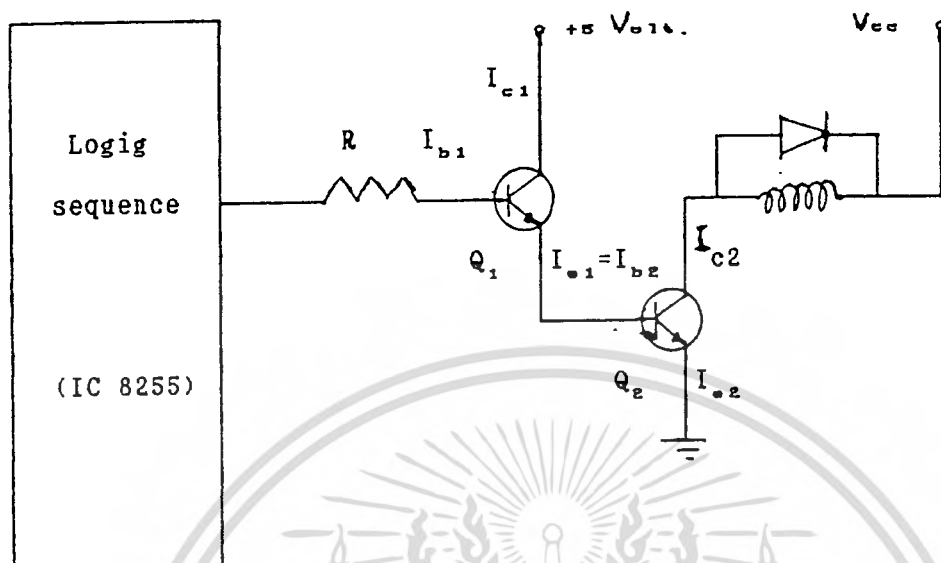 +5 Volt.
Vcc
Ic1
Logig
sequence
R
Ib1
Q1
Ie1=Ib2
Ic2
(IC 8255)
Q2
Ie2